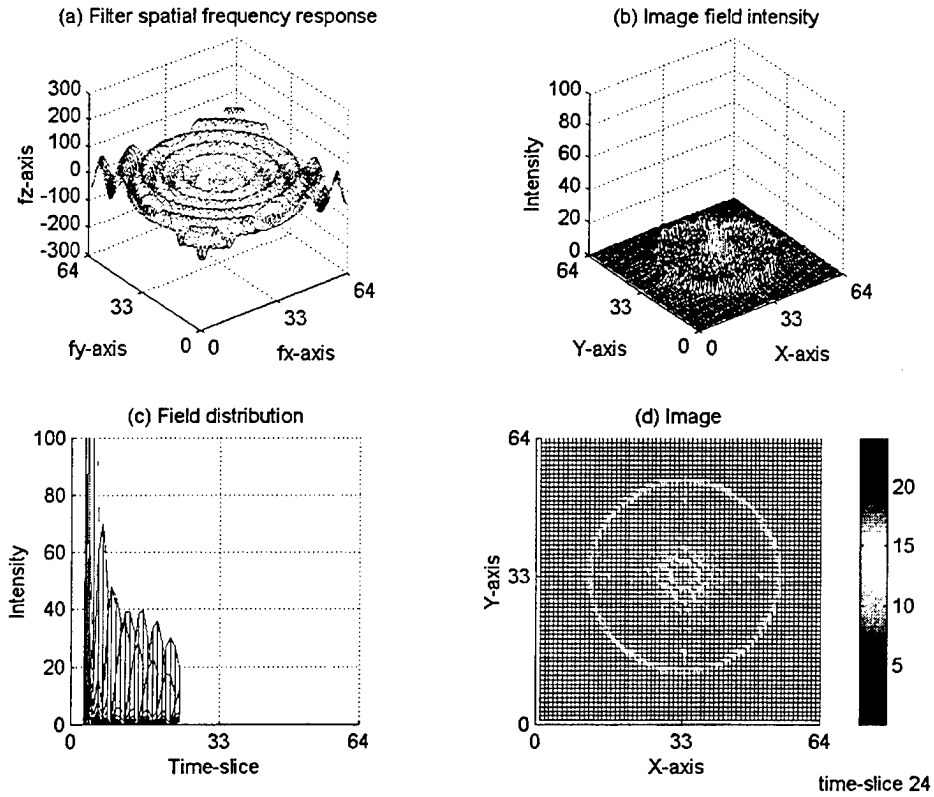 (a) Filter spatial frequency response
300
200
100
0
-100
-200
-300
fz-axis
64
33
0
fy-axis
0
33
64
fx-axis
(b) Image field intensity
100
80
60
40
20
0
Intensity
64
33
0
Y-axis
0
33
64
X-axis
(c) Field distribution
100
80
60
40
20
0
Intensity
0
33
64
Time-slice
(d) Image
64
33
0
Y-axis
0
33
64
X-axis
20
15
10
5
time-slice 24